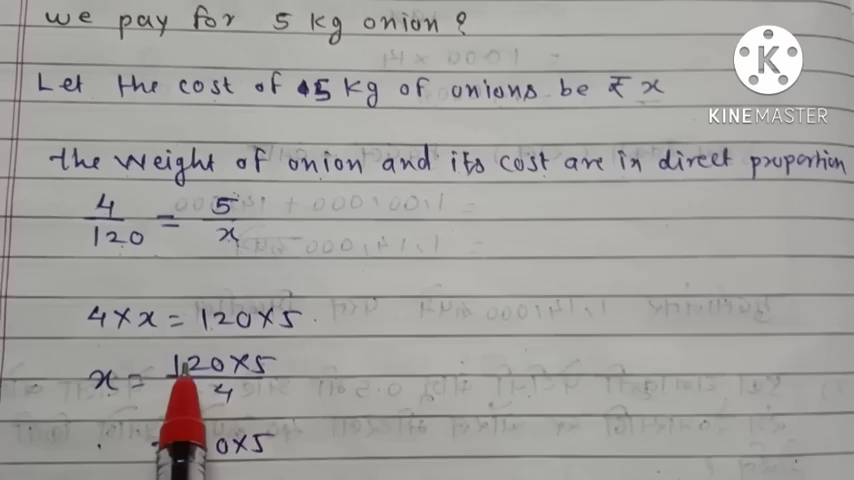 we pay for 5 kg onion?
Let the cost of 5 kg of onions be ₹ x
the weight of onion and its cost are in direct proportion
4/120 = 5/x
4 × x = 120 × 5.
x = 120×5/4
0×5
KINEMASTER